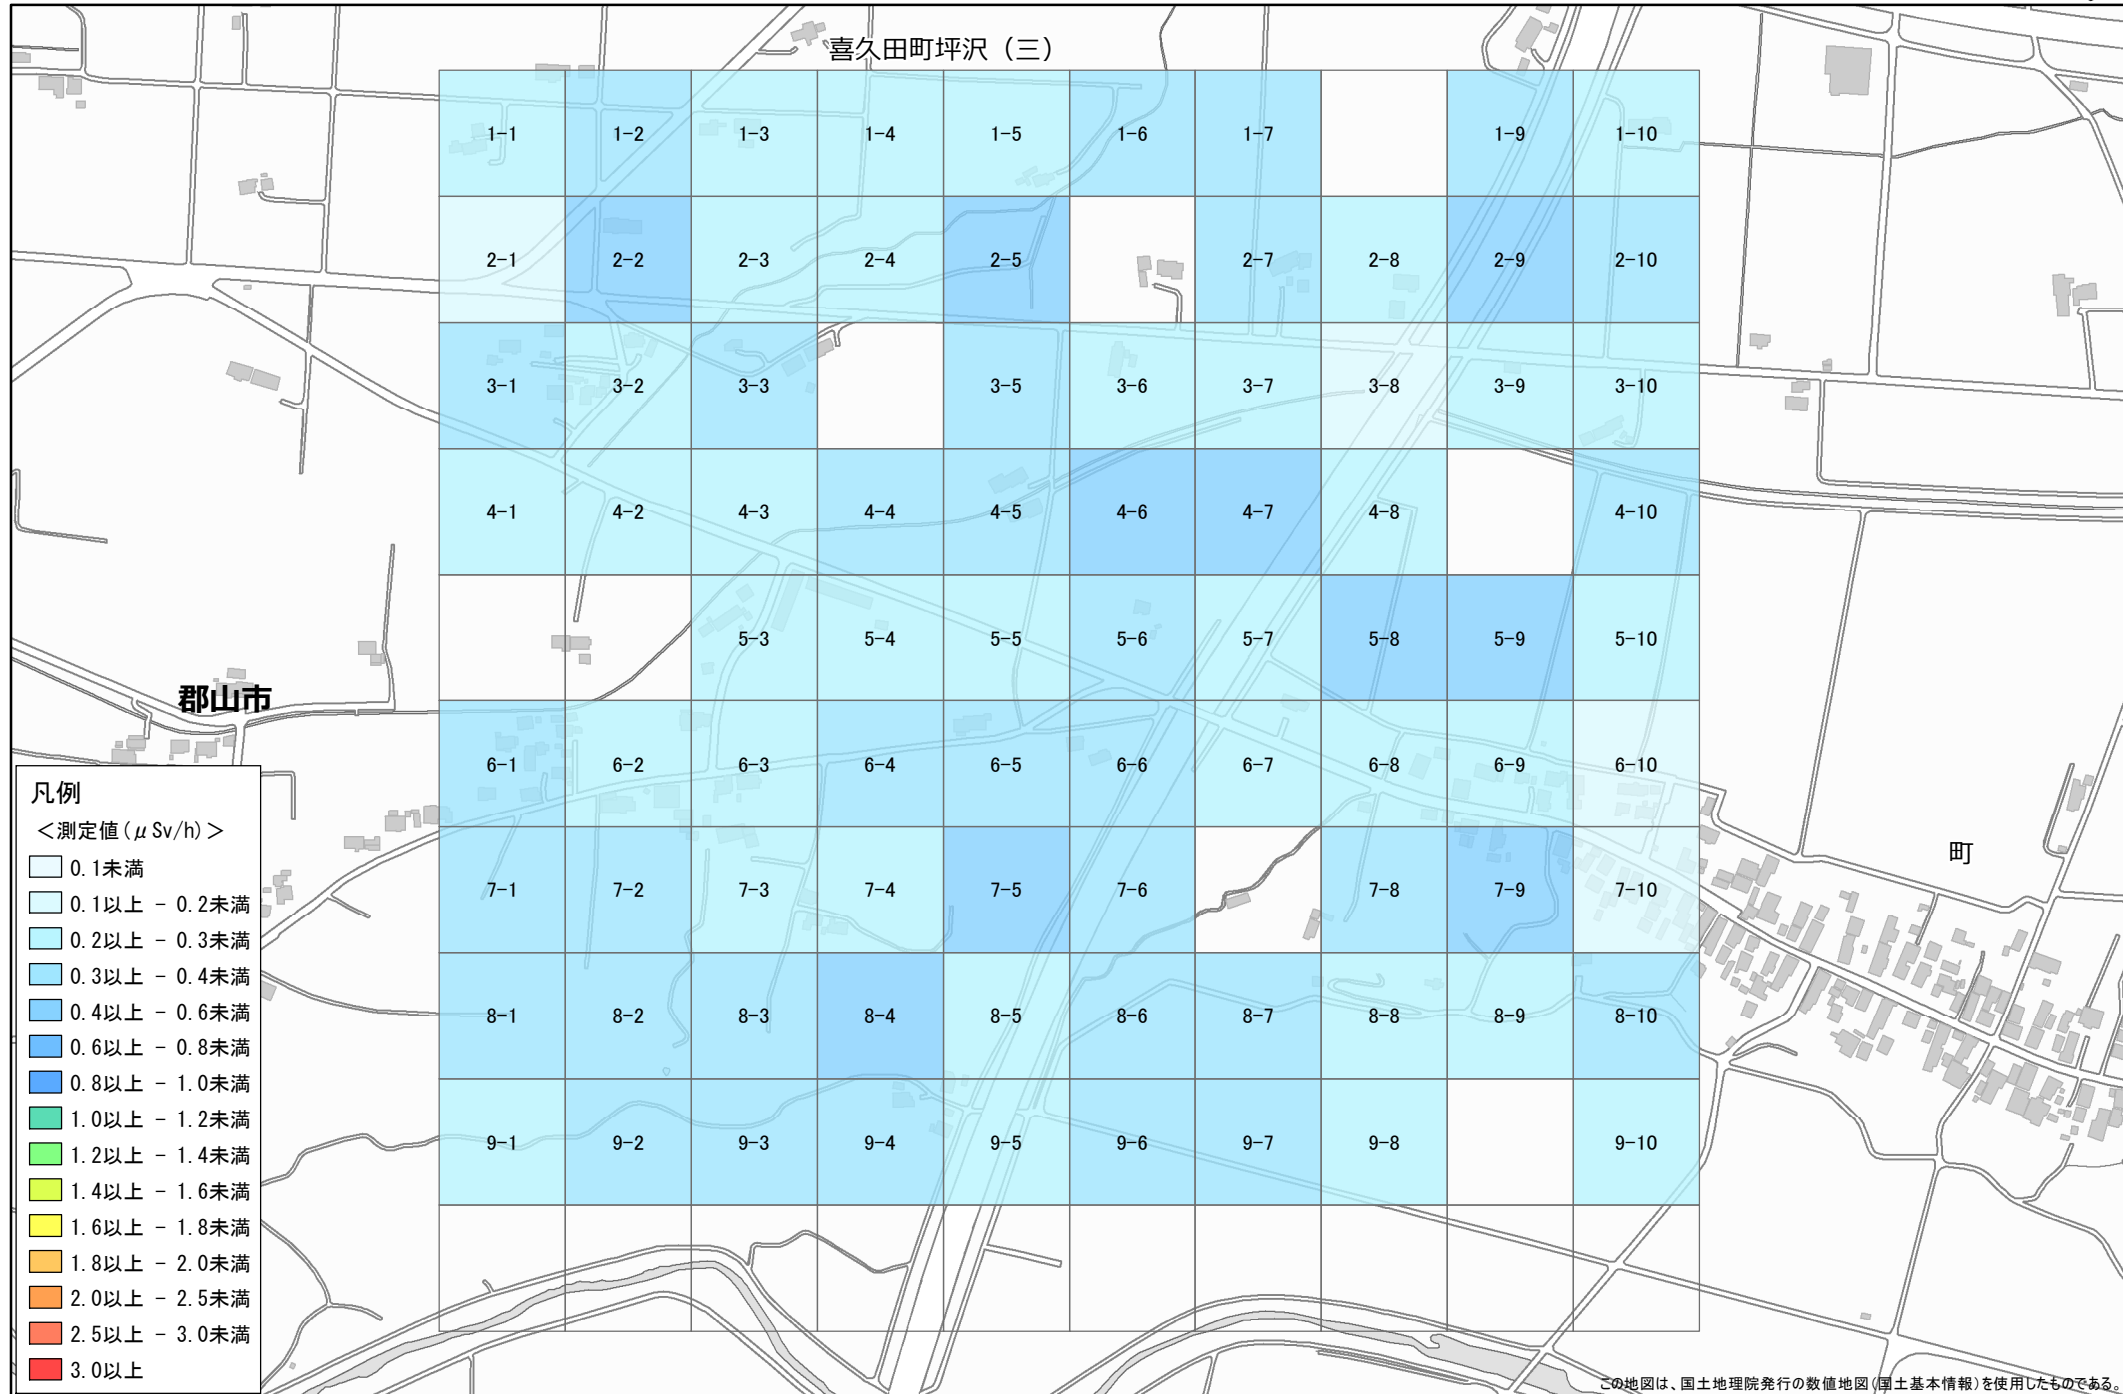 喜久田町坪沢（三）
1-1 1-2 1-3 1-4 1-5 1-6 1-7 1-9 1-10
2-1 2-2 2-3 2-4 2-5 2-7 2-8 2-9 2-10
3-1 3-2 3-3 3-5 3-6 3-7 3-8 3-9 3-10
4-1 4-2 4-3 4-4 4-5 4-6 4-7 4-8 4-10
5-3 5-4 5-5 5-6 5-7 5-8 5-9 5-10
郡山市
6-1 6-2 6-3 6-4 6-5 6-6 6-7 6-8 6-9 6-10
町
7-1 7-2 7-3 7-4 7-5 7-6 7-8 7-9 7-10
8-1 8-2 8-3 8-4 8-5 8-6 8-7 8-8 8-9 8-10
9-1 9-2 9-3 9-4 9-5 9-6 9-7 9-8 9-10
凡例
＜測定値(μSv/h)＞
0.1未満
0.1以上 - 0.2未満
0.2以上 - 0.3未満
0.3以上 - 0.4未満
0.4以上 - 0.6未満
0.6以上 - 0.8未満
0.8以上 - 1.0未満
1.0以上 - 1.2未満
1.2以上 - 1.4未満
1.4以上 - 1.6未満
1.6以上 - 1.8未満
1.8以上 - 2.0未満
2.0以上 - 2.5未満
2.5以上 - 3.0未満
3.0以上
この地図は、国土地理院発行の数値地図(国土基本情報)を使用したものである。